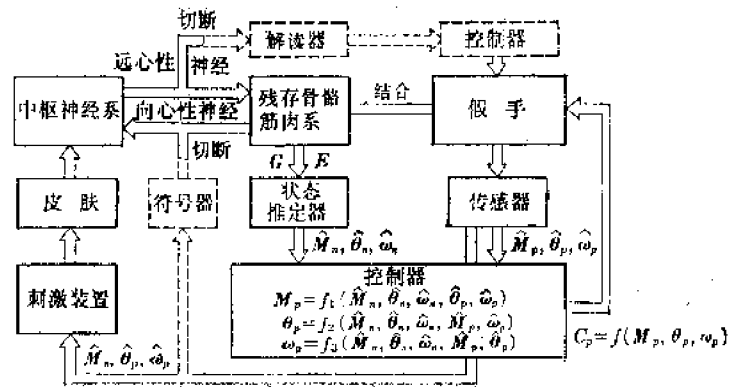 切断
解读器
控制器
远心性
神经
中枢神经系
向心性神经
残存骨骼
筋肉系
结合
假手
切断
G E
皮肤
符号器
状态
推定器
传感器
M̂ₙ, θ̂ₙ, ω̂ₙ
M̂ₚ, θ̂ₚ, ω̂ₚ
刺激装置
控制器
Mₚ=f₁(M̂ₙ, θ̂ₙ, ω̂ₙ, θ̂ₚ, ω̂ₚ)
θₚ=f₂(M̂ₙ, θ̂ₙ, ω̂ₙ, M̂ₚ, ω̂ₚ)
ωₚ=f₃(M̂ₙ, θ̂ₙ, ω̂ₙ, M̂ₚ, θ̂ₚ)
Cₚ=f(Mₚ, θₚ, ωₚ)
θ̂ₚ, ω̂ₚ